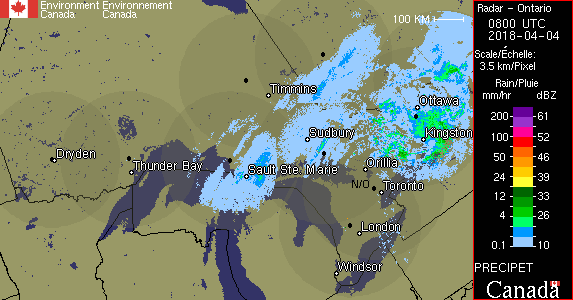 Environment Environnement
Canada Canada
100 KM
Timmins
Ottawa
Sudbury
Kingston
Dryden
Thunder Bay
Sault Ste. Marie
Orillia
N/O
Toronto
London
Windsor
Radar - Ontario
0800 UTC
2018-04-04
Scale/Échelle:
3.5 km/Pixel
Rain/Pluie
mm/hr dBZ
200 61
100 52
50 46
24 39
12 33
4 26
0.1 10
PRECIPET
Canada